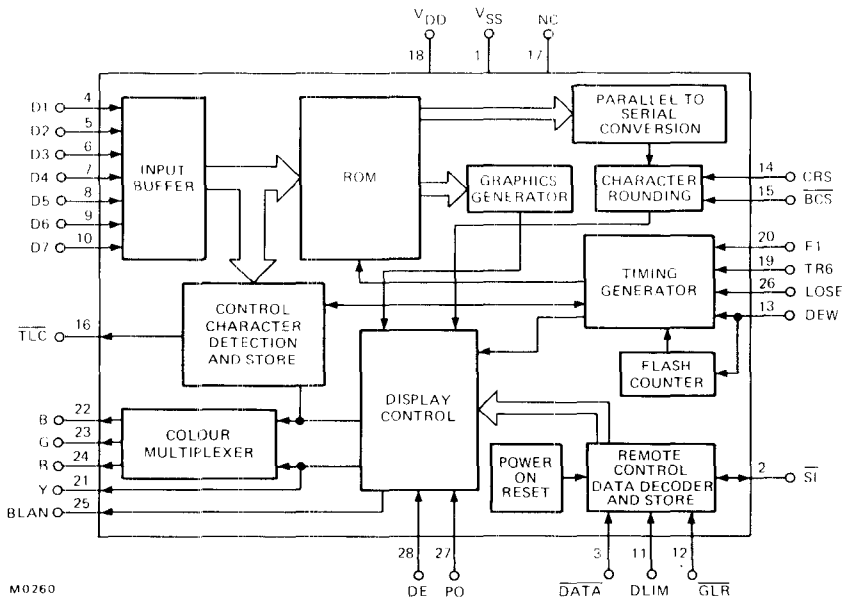 VDD VSS NC
18 1 17
D1 4
D2 5
D3 6
D4 7
D5 8
D6 9
D7 10
INPUT
BUFFER
ROM
PARALLEL TO
SERIAL
CONVERSION
GRAPHICS
GENERATOR
CHARACTER
ROUNDING
14 CRS
15 BCS
TIMING
GENERATOR
20 F1
19 TR6
26 LOSE
13 DEW
FLASH
COUNTER
TLC 16
CONTROL
CHARACTER
DETECTION
AND STORE
DISPLAY
CONTROL
B 22
G 23
R 24
Y 21
BLAN 25
COLOUR
MULTIPLEXER
POWER
ON
RESET
REMOTE
CONTROL
DATA DECODER
AND STORE
2 SI
28 27 3 11 12
DE PO DATA DLIM GLR
M0260